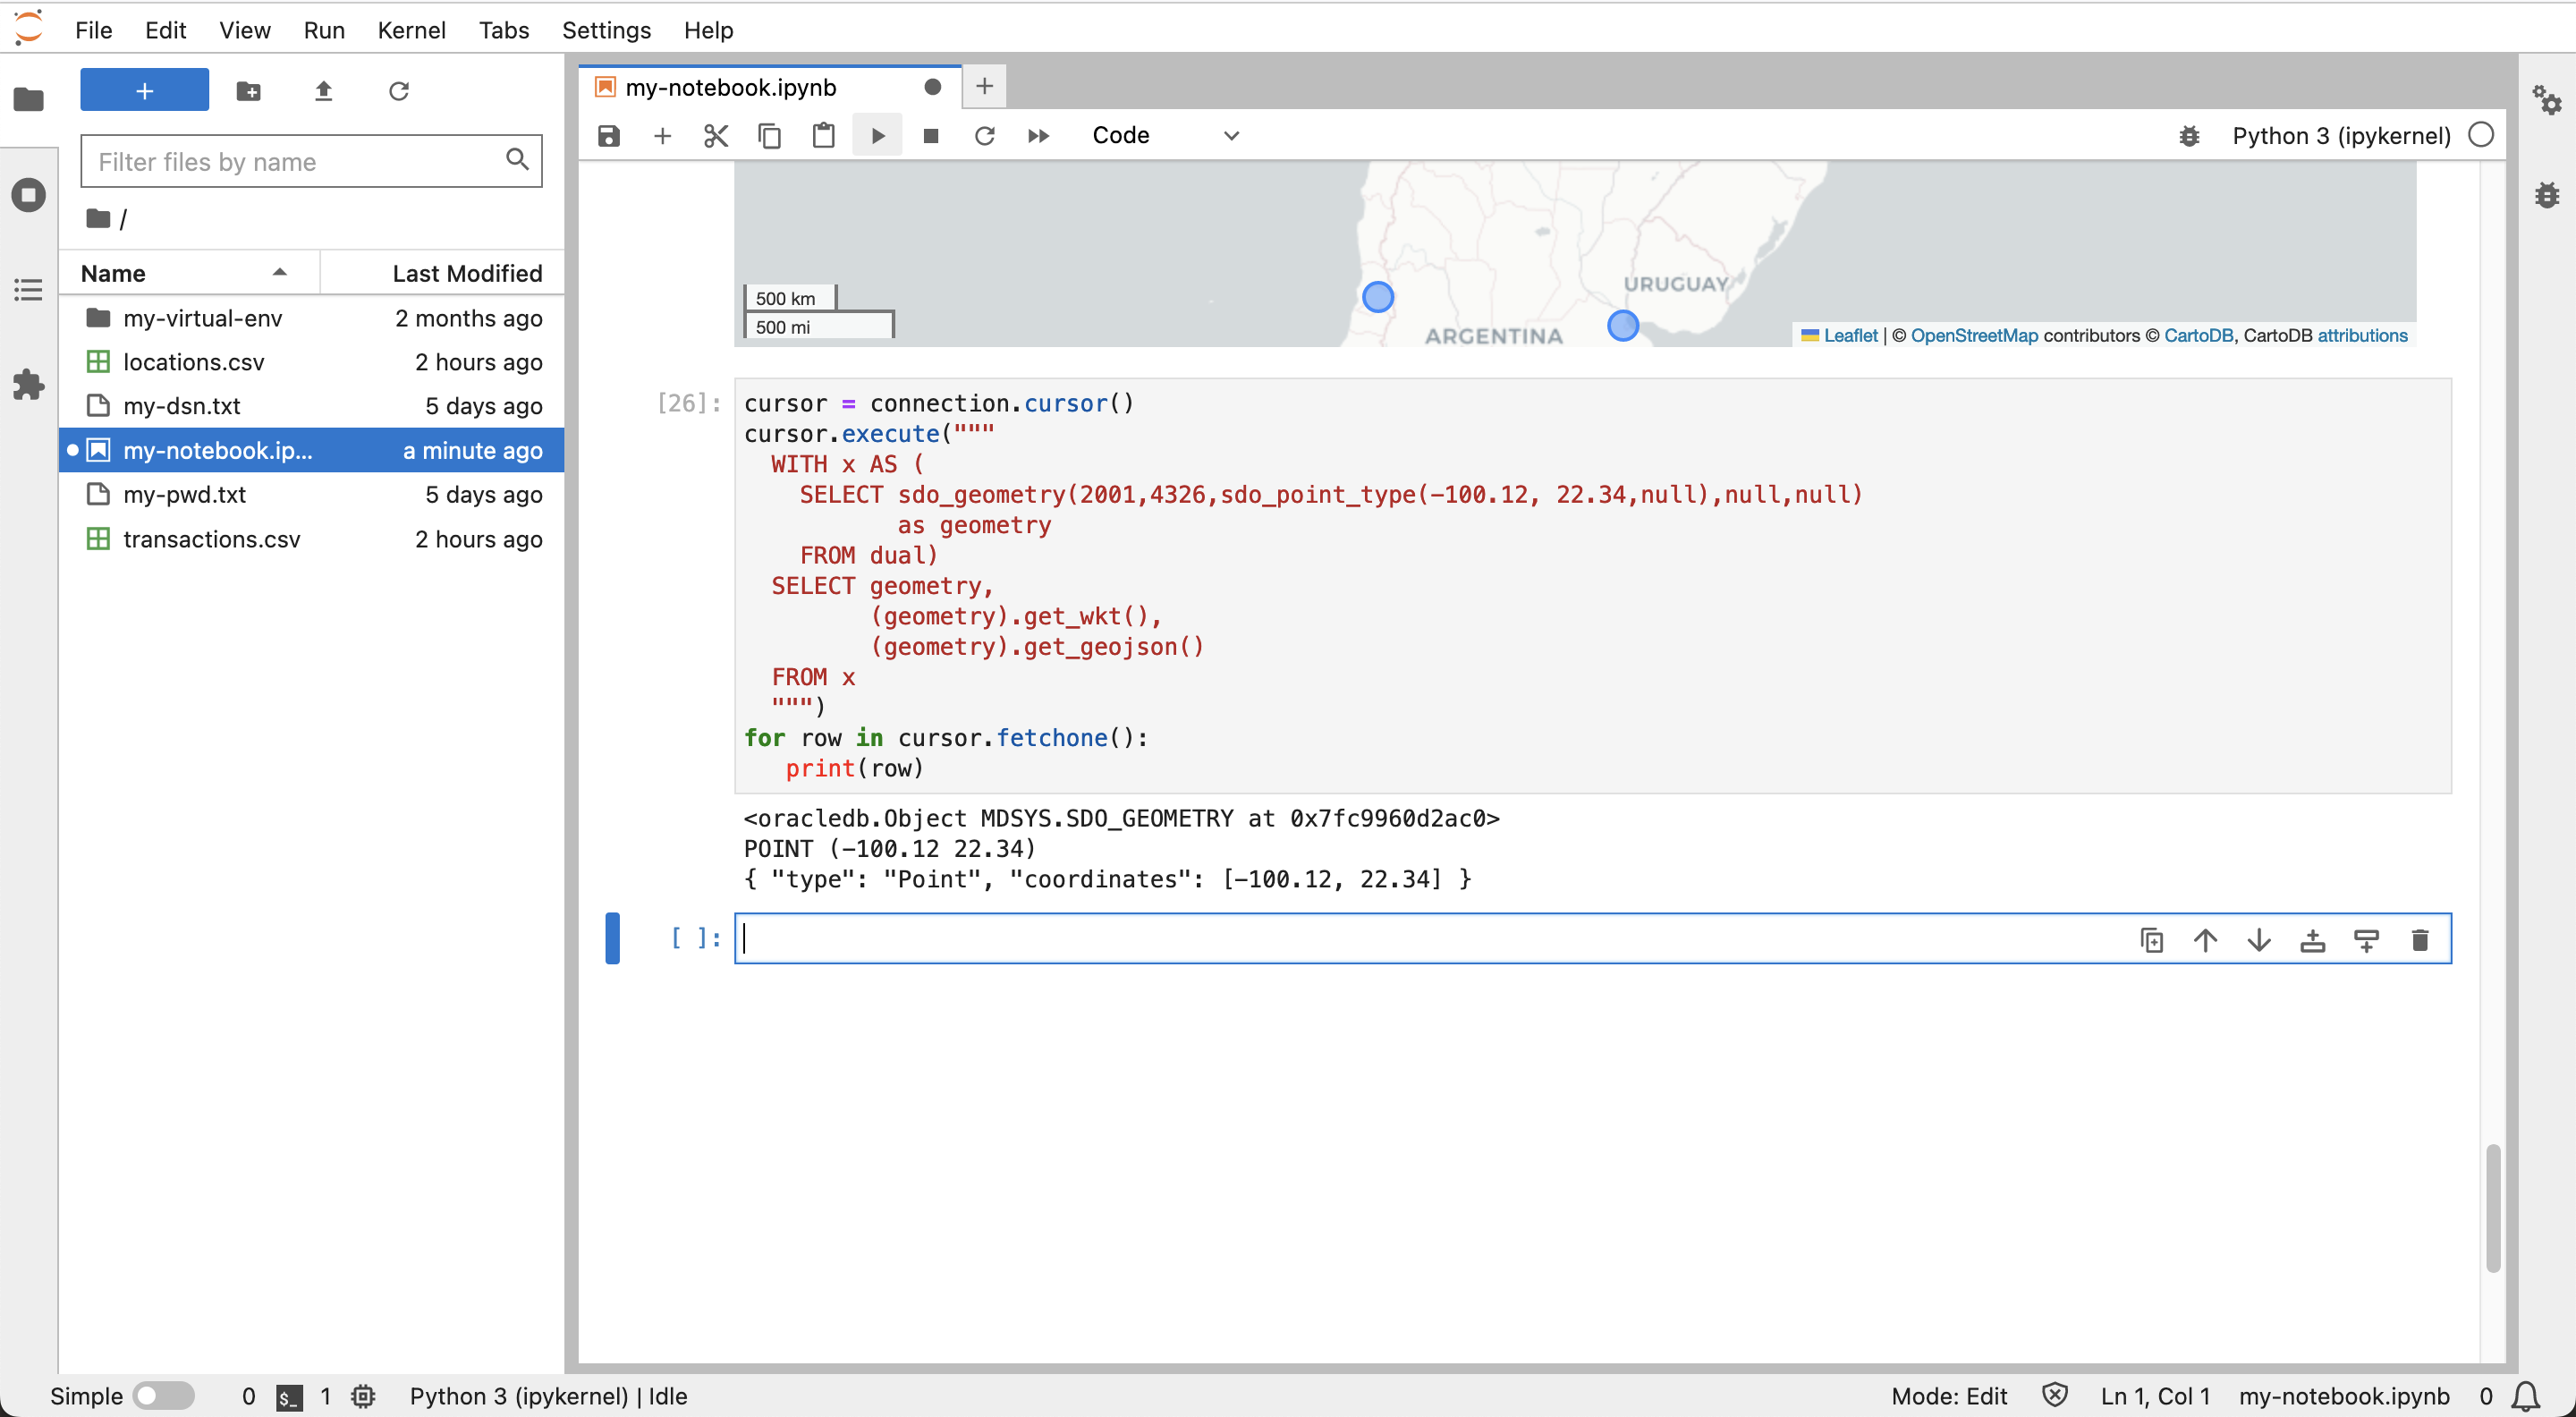 File Edit View Run Kernel Tabs Settings Help
+
my-notebook.ipynb
+
Code
Python 3 (ipykernel)
Filter files by name
/
Name Last Modified
my-virtual-env 2 months ago
locations.csv 2 hours ago
my-dsn.txt 5 days ago
my-notebook.ip... a minute ago
my-pwd.txt 5 days ago
transactions.csv 2 hours ago
URUGUAY
ARGENTINA
500 km
500 mi
Leaflet | © OpenStreetMap contributors © CartoDB, CartoDB attributions
[26]: cursor = connection.cursor()
cursor.execute("""
WITH x AS (
SELECT sdo_geometry(2001,4326,sdo_point_type(-100.12, 22.34,null),null,null)
as geometry
FROM dual)
SELECT geometry,
(geometry).get_wkt(),
(geometry).get_geojson()
FROM x
""")
for row in cursor.fetchone():
print(row)
<oracledb.Object MDSYS.SDO_GEOMETRY at 0x7fc9960d2ac0>
POINT (-100.12 22.34)
{ "type": "Point", "coordinates": [-100.12, 22.34] }
[ ]:
Simple 0 $_ 1 Python 3 (ipykernel) | Idle Mode: Edit Ln 1, Col 1 my-notebook.ipynb 0